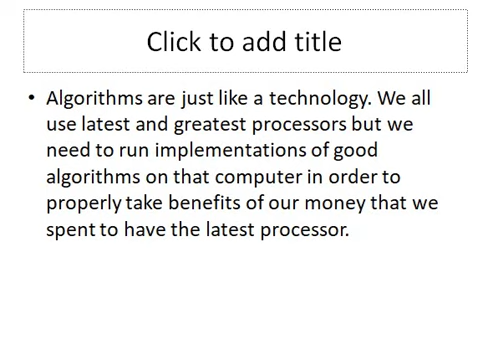 Click to add title
• Algorithms are just like a technology. We all
use latest and greatest processors but we
need to run implementations of good
algorithms on that computer in order to
properly take benefits of our money that we
spent to have the latest processor.